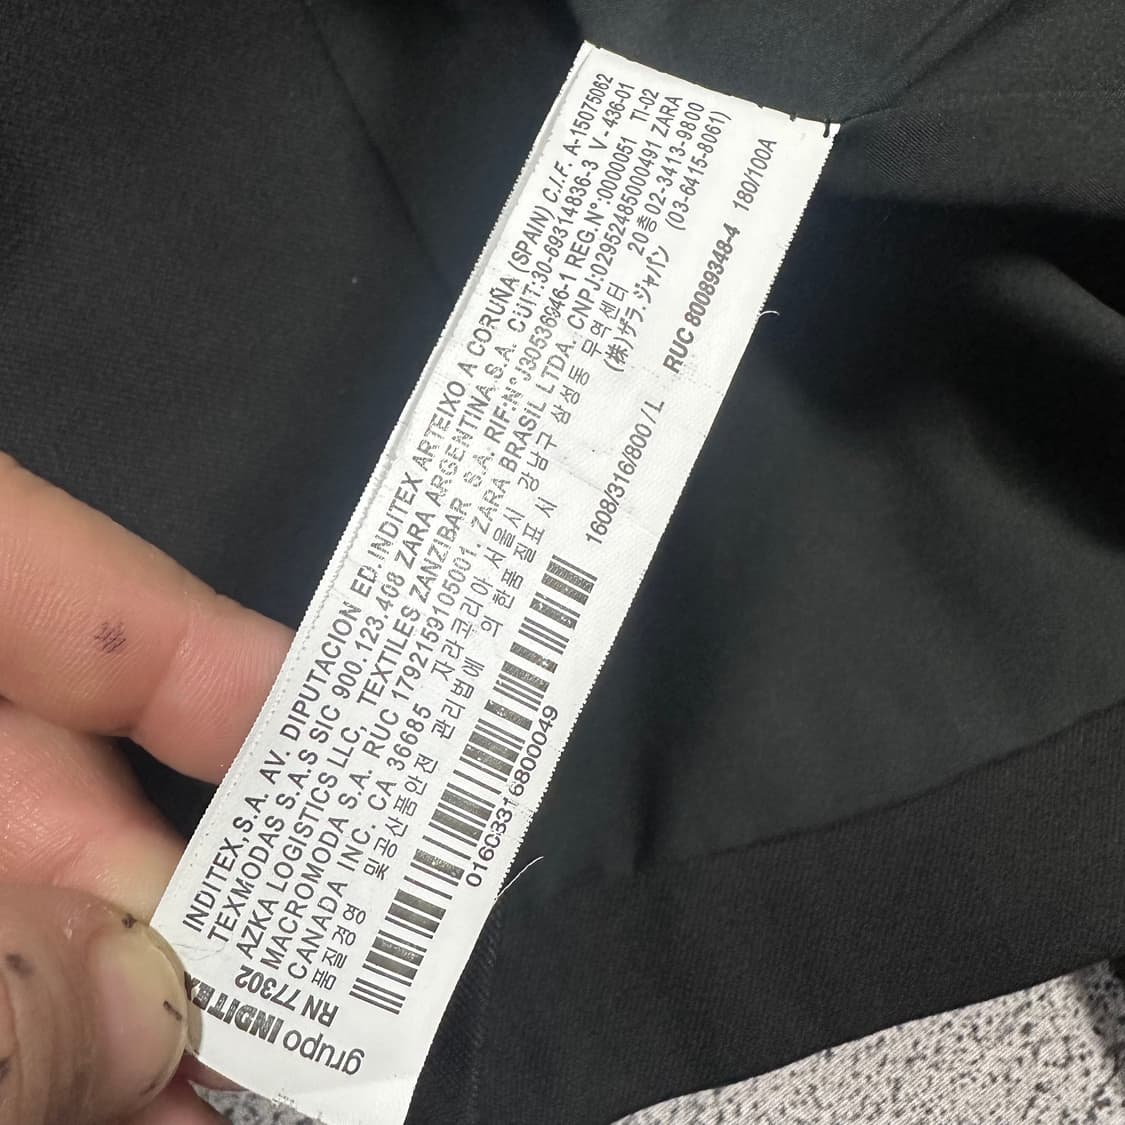 INDITEX,S.A. AV. DIPUTACION ED.INDITEX ARTEIXO A CORUÑA (SPAIN) C.I.F. A-15075062
TEXMODAS S.A.S SIC 900.123.408 ZARA ARGENTINA S.A. CUIT:30-69314836-3 V-436-01
AZKA LOGISTICS LLC, TEXTILES ZANZIBAR S.A. RIF:Nº J30536946-1 REG.N°:0000051 TI-02
MACROMODA S.A. RUC 1792159105001. ZARA BRASIL LTDA. CNPJ:02952485000491 ZARA
CANADA INC. CA 36685 자라코리아 서울시 강남구 삼성동 무역센터 20층 02-3413-9800
품질경영 및공산품안전 관리법에 의한품질표시 (株)ザラ.ジャパン (03-6415-8061)
1608/316/800/L RUC 80089348-4 180/100A
01608316800049
grupo INDITEX
RN 77302